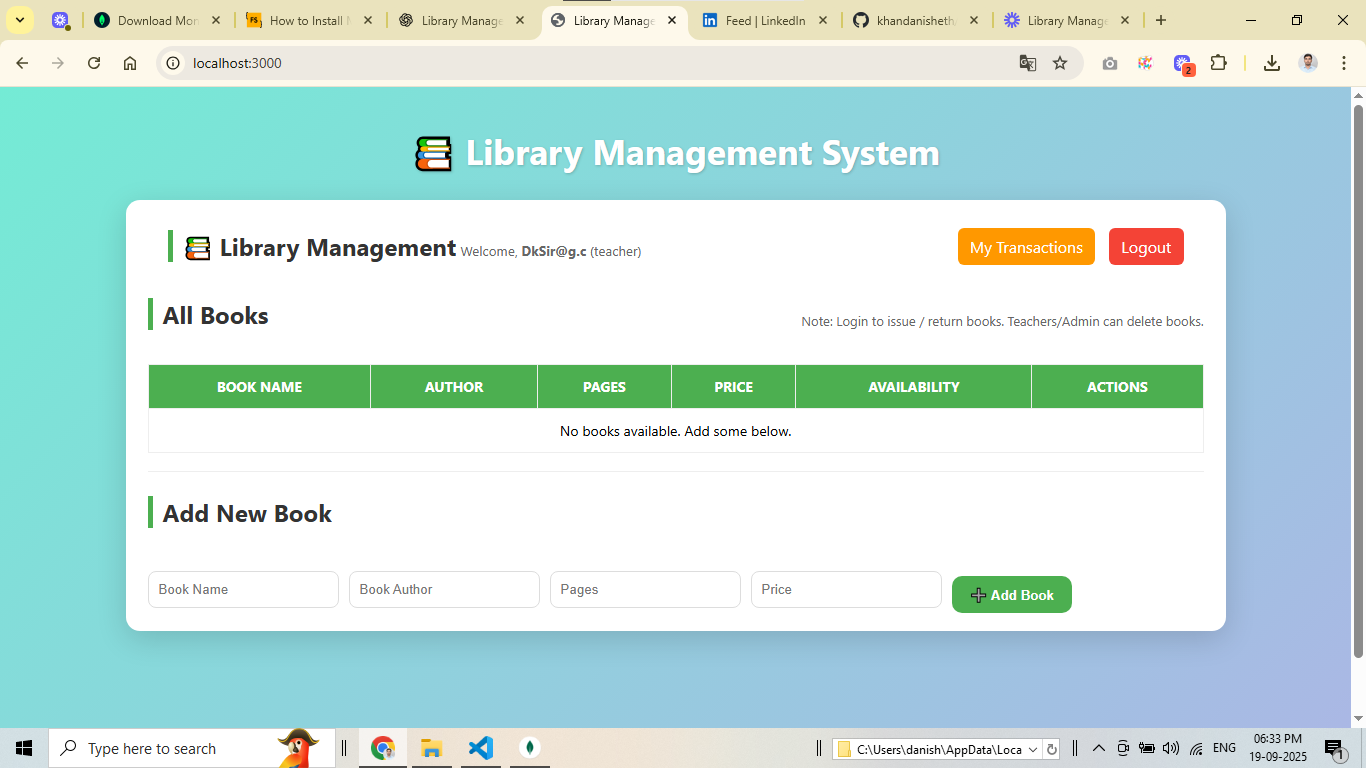 Download Mon
How to Install
Library Manage
Library Manage
Feed | LinkedIn
khandanisheth
Library Manage
localhost:3000
2
Library Management System
Library Management Welcome, DkSir@g.c (teacher)
My Transactions
Logout
All Books
Note: Login to issue / return books. Teachers/Admin can delete books.
BOOK NAME AUTHOR PAGES PRICE AVAILABILITY ACTIONS
No books available. Add some below.
Add New Book
Book Name Book Author Pages Price Add Book
Type here to search
C:\Users\danish\AppData\Loca
ENG
06:33 PM
19-09-2025
1